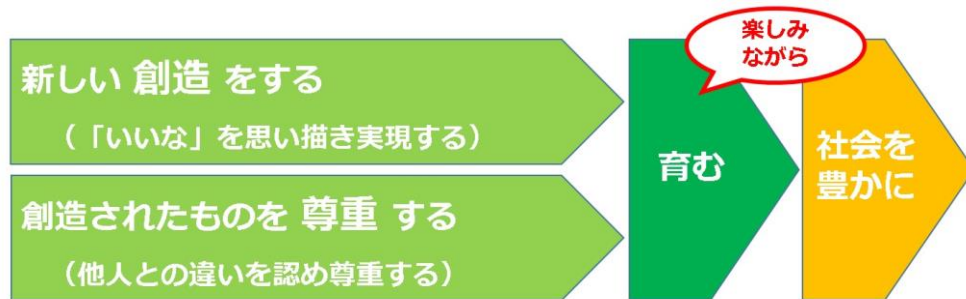 新しい 創造 をする
（「いいな」を思い描き実現する）
創造されたものを 尊重 する
（他人との違いを認め尊重する）
育む
楽しみ
ながら
社会を
豊かに